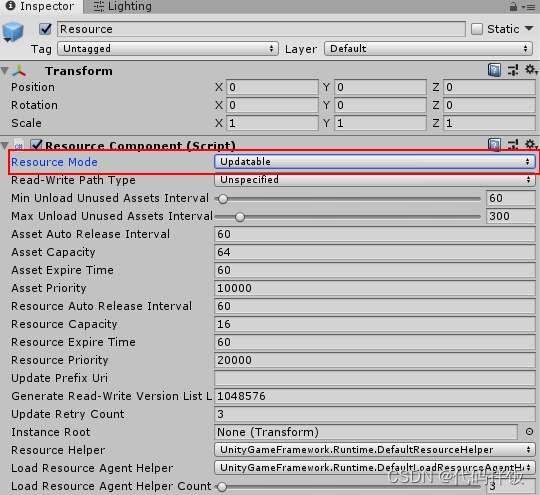 Inspector Lighting
Resource Static
Tag Untagged Layer Default
Transform
Position X 0 Y 0 Z 0
Rotation X 0 Y 0 Z 0
Scale X 1 Y 1 Z 1
Resource Component (Script)
Resource Mode Updatable
Read-Write Path Type Unspecified
Min Unload Unused Assets Interval 60
Max Unload Unused Assets Interval 300
Asset Auto Release Interval 60
Asset Capacity 64
Asset Expire Time 60
Asset Priority 10000
Resource Auto Release Interval 60
Resource Capacity 16
Resource Expire Time 60
Resource Priority 20000
Update Prefix Uri
Generate Read-Write Version List L 1048576
Update Retry Count 3
Instance Root None (Transform)
Resource Helper UnityGameFramework.Runtime.DefaultResourceHelper
Load Resource Agent Helper UnityGameFramework.Runtime.DefaultLoadResourceAgentH
Load Resource Agent Helper Count 3
CSDN @代码拌饭